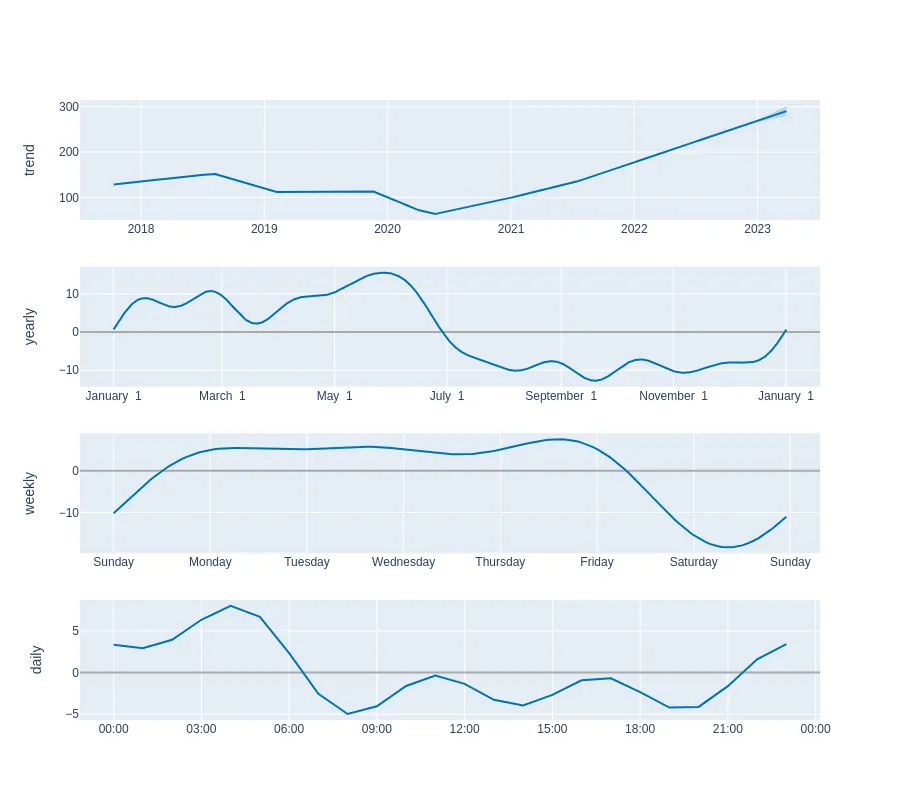 300
200
100
trend
2018 2019 2020 2021 2022 2023
10
0
−10
yearly
January 1 March 1 May 1 July 1 September 1 November 1 January 1
0
−10
weekly
Sunday Monday Tuesday Wednesday Thursday Friday Saturday Sunday
5
0
−5
daily
00:00 03:00 06:00 09:00 12:00 15:00 18:00 21:00 00:00